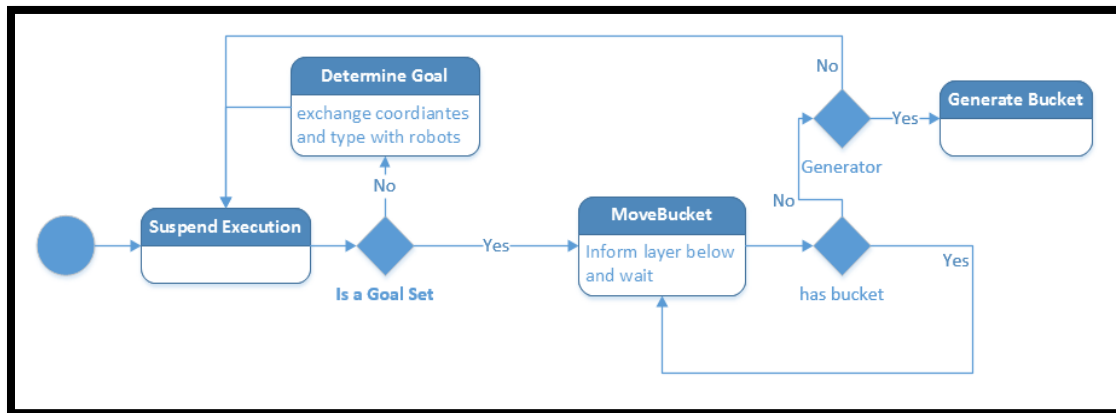 Determine Goal
exchange coordiantes
and type with robots
No
Suspend Execution
Is a Goal Set
Yes
MoveBucket
Inform layer below
and wait
has bucket
Yes
No
Generator
No
Yes
Generate Bucket